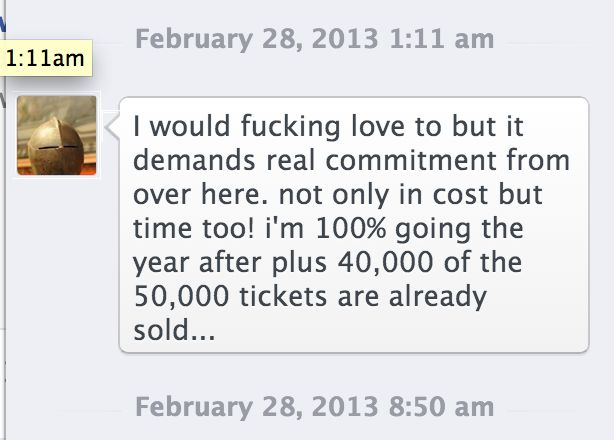 February 28, 2013 1:11 am
1:11am
I would fucking love to but it
demands real commitment from
over here. not only in cost but
time too! i'm 100% going the
year after plus 40,000 of the
50,000 tickets are already
sold...
February 28, 2013 8:50 am